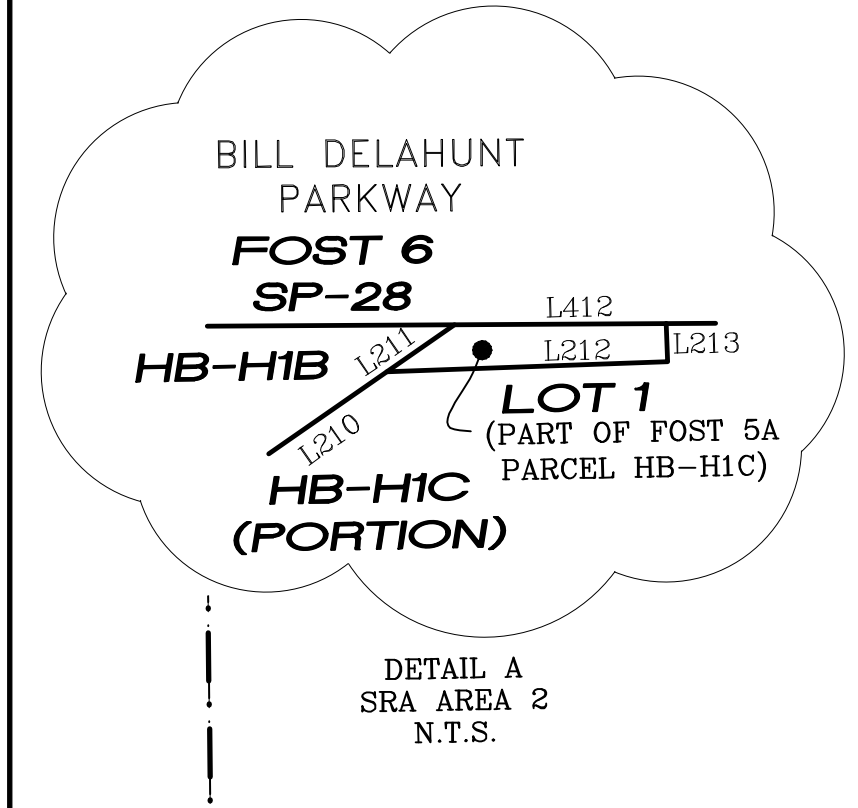 BILL DELAHUNT
PARKWAY
FOST 6
SP-28
L412
HB-H1B
L211
L212
L213
LOT 1
(PART OF FOST 5A
PARCEL HB-H1C)
L210
HB-H1C
(PORTION)
DETAIL A
SRA AREA 2
N.T.S.